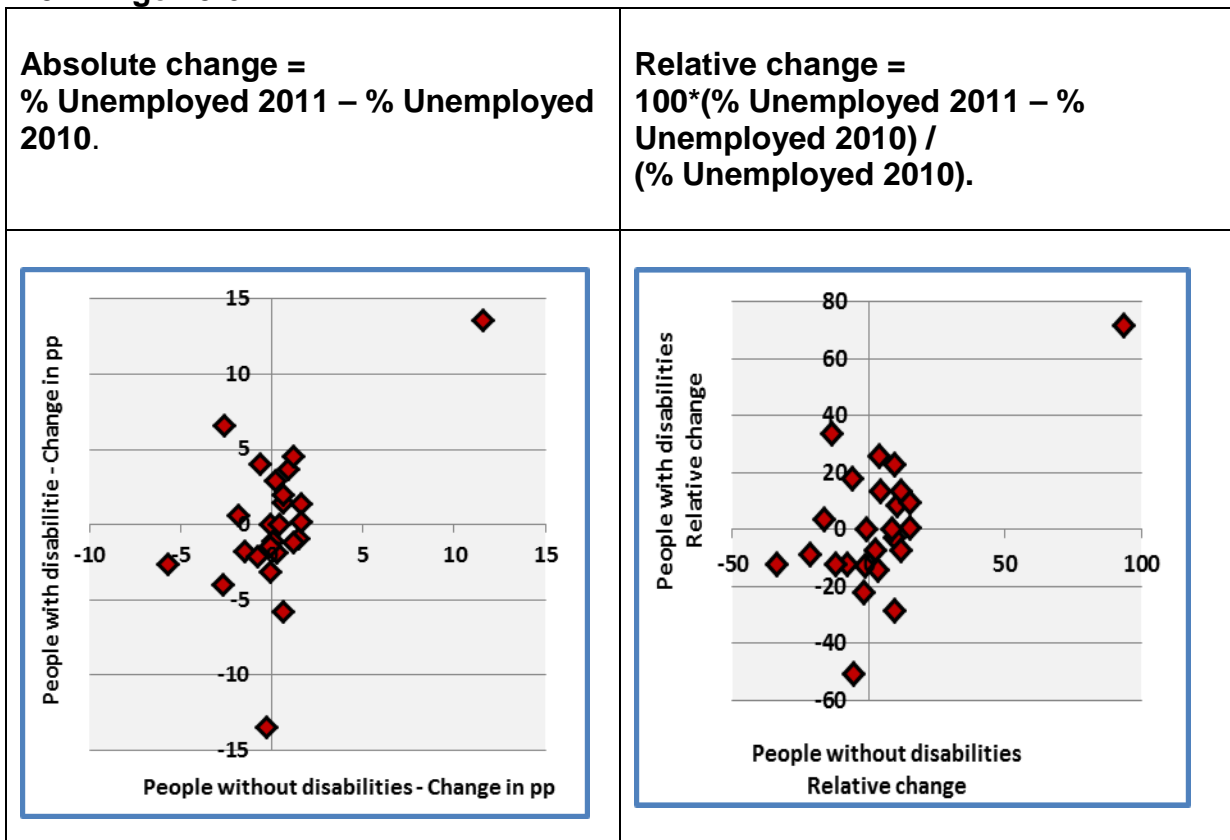 Absolute change =
% Unemployed 2011 – % Unemployed
2010.
Relative change =
100*(% Unemployed 2011 – %
Unemployed 2010) /
(% Unemployed 2010).
People with disabilitie - Change in pp
15
10
5
0
-5
-10
-15
-10
-5
5
10
15
People without disabilities - Change in pp
People with disabilities
Relative change
80
60
40
20
0
-20
-40
-60
-50
50
100
People without disabilities
Relative change